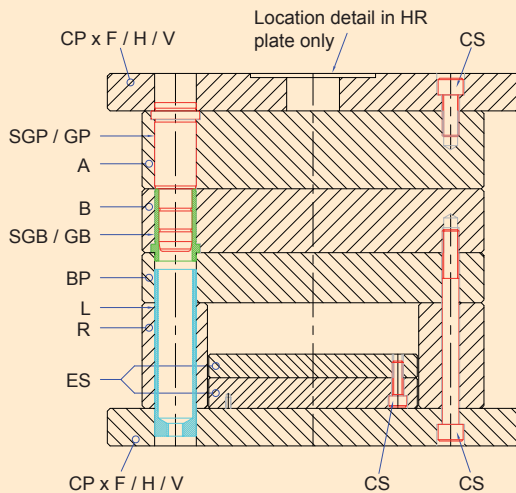 Location detail in HR
plate only
CP x F / H / V
CS
SGP / GP
A
B
SGB / GB
BP
L
R
ES
CP x F / H / V
CS
CS